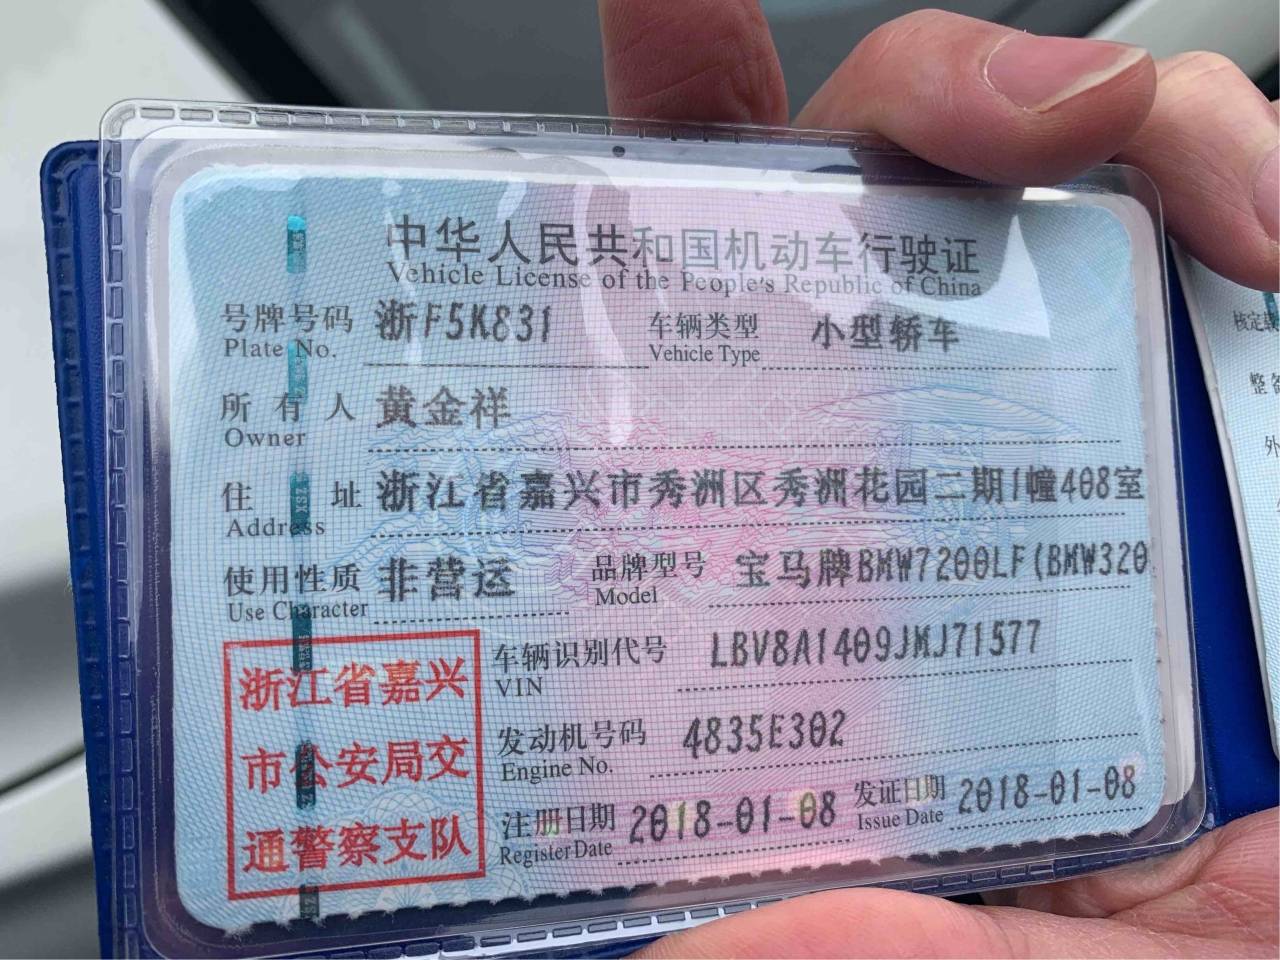 中华人民共和国机动车行驶证
Vehicle License of the People's Republic of China
号牌号码 浙F5K831 车辆类型 小型轿车
Plate No. Vehicle Type
所有人 黄金祥
Owner
住址 浙江省嘉兴市秀洲区秀洲花园二期1幢408室
Address
使用性质 非营运 品牌型号 宝马牌BMW7200LF(BMW320
Use Character Model
车辆识别代号 LBV8A1409JMJ71577
VIN
发动机号码 4835E302
Engine No.
注册日期 2018-01-08 发证日期 2018-01-08
Register Date Issue Date
浙江省嘉兴
市公安局交
通警察支队
核定
整备
外